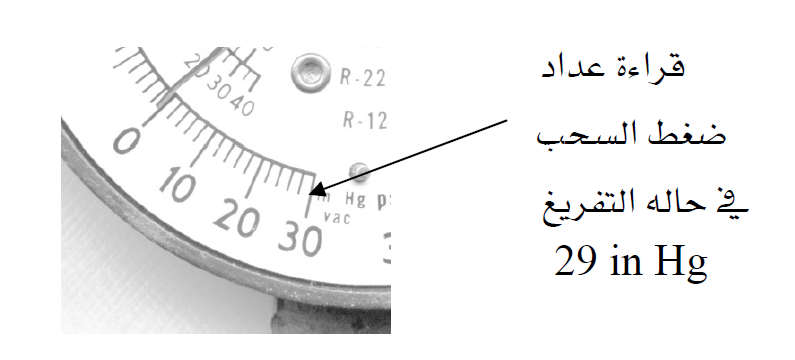 قراءة عداد
ضغط السحب
في حاله التفريغ
29 in Hg
20 30 40
R-22
R-12
0
10
20
30
Hg p
vac